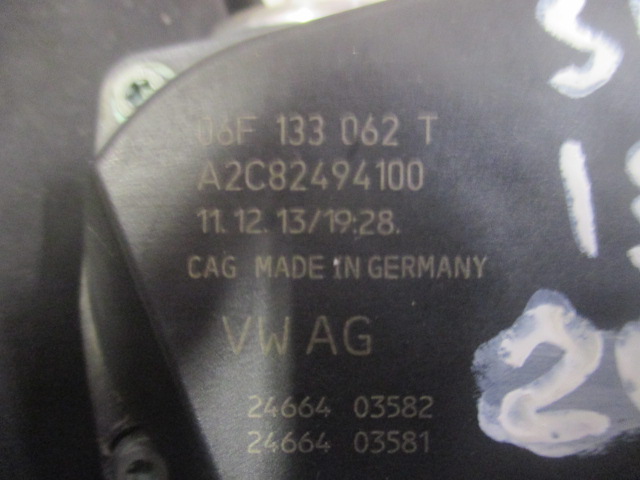 06F 133 062 T
A2C82494100
11.12.13/19:28.
CAG MADE IN GERMANY
VW AG
24664 03582
24664 03581